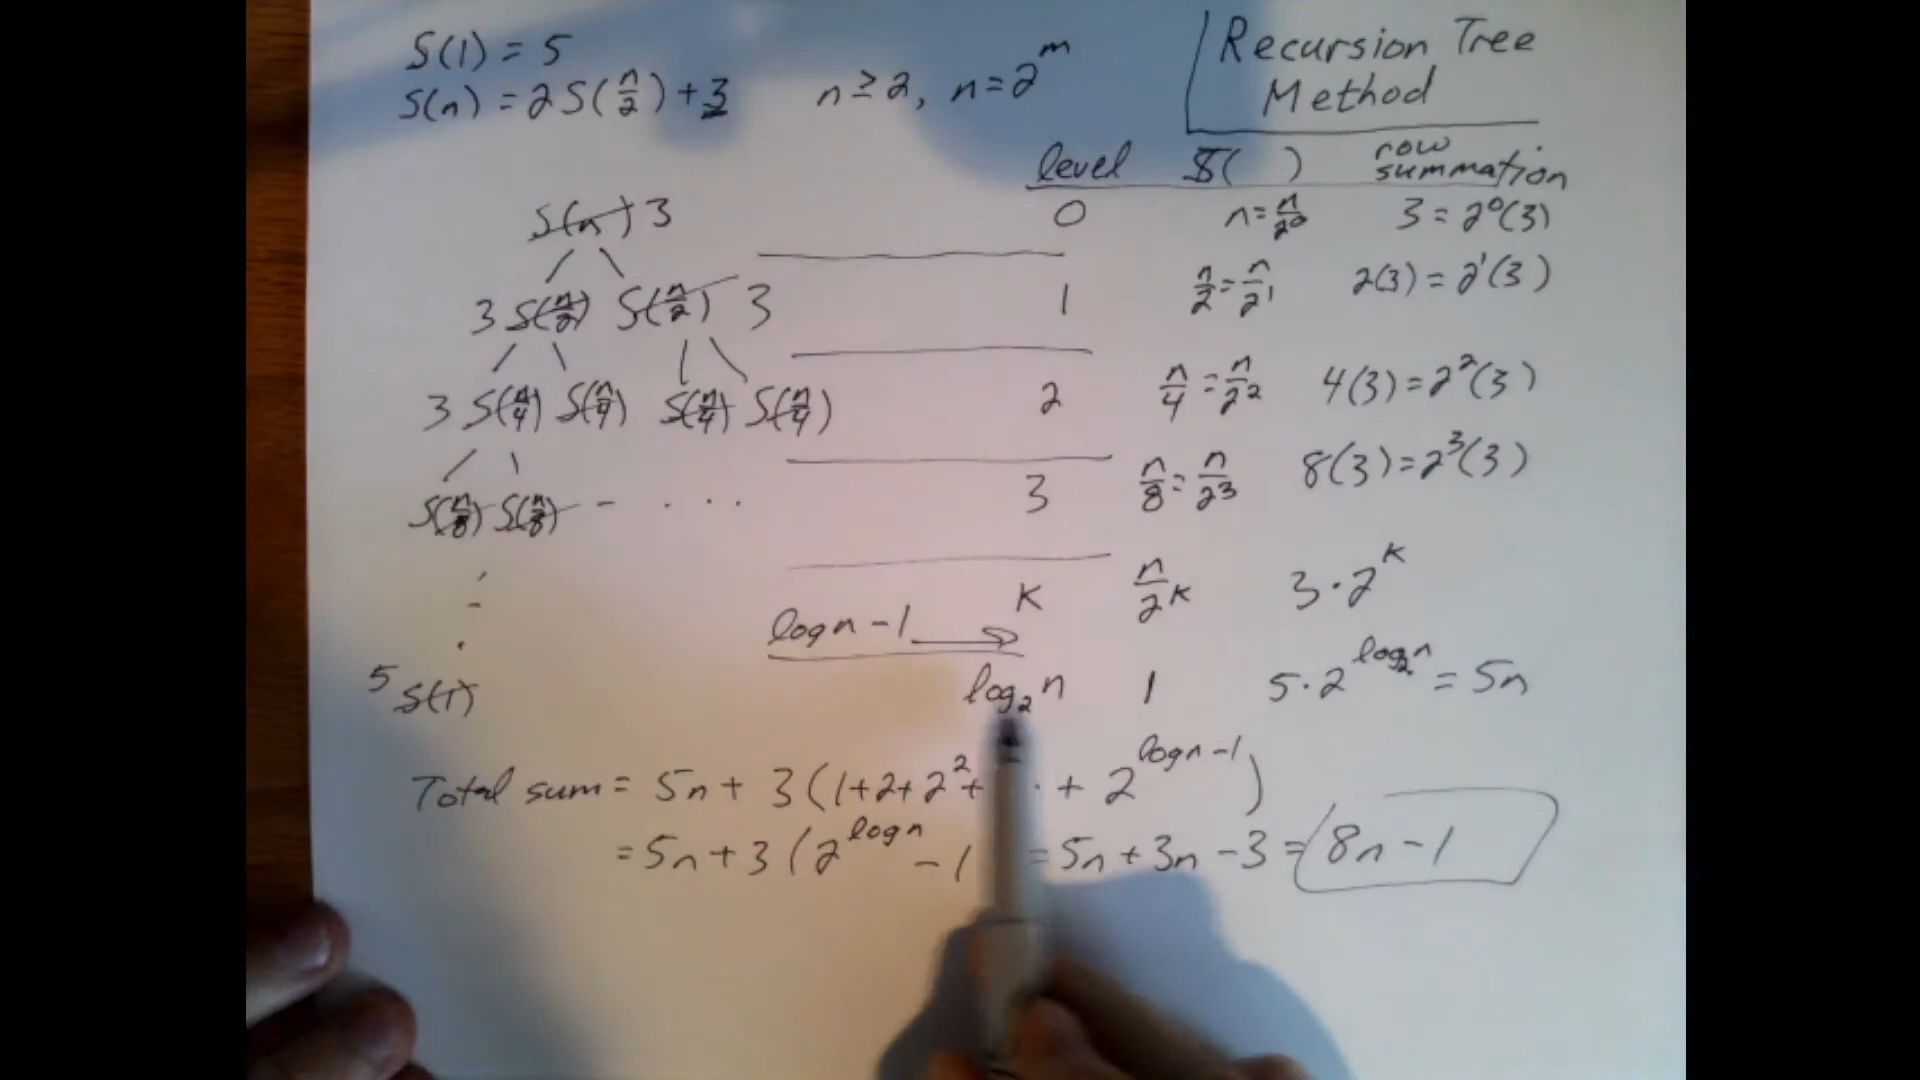 S(1) = 5
S(n) = 2S(n/2) + 3    n ≥ 2, n = 2^m
Recursion Tree
Method
level    S( )    row summation
S(n) 3    0    n = n/2^0    3 = 2^0(3)
3 S(n/2) S(n/2) 3    1    n/2 = n/2^1    2(3) = 2^1(3)
3 S(n/4) S(n/4) S(n/4) S(n/4)    2    n/4 = n/2^2    4(3) = 2^2(3)
S(n/8) S(n/8) - . . .    3    n/8 = n/2^3    8(3) = 2^3(3)
K    n/2^K    3 · 2^K
log n - 1 →
5 S(1)    log_2 n    1    5 · 2^(log_2 n) = 5n
Total sum = 5n + 3(1 + 2 + 2^2 + · + 2^(log n - 1))
= 5n + 3(2^(log n) - 1 = 5n + 3n - 3 = 8n - 1